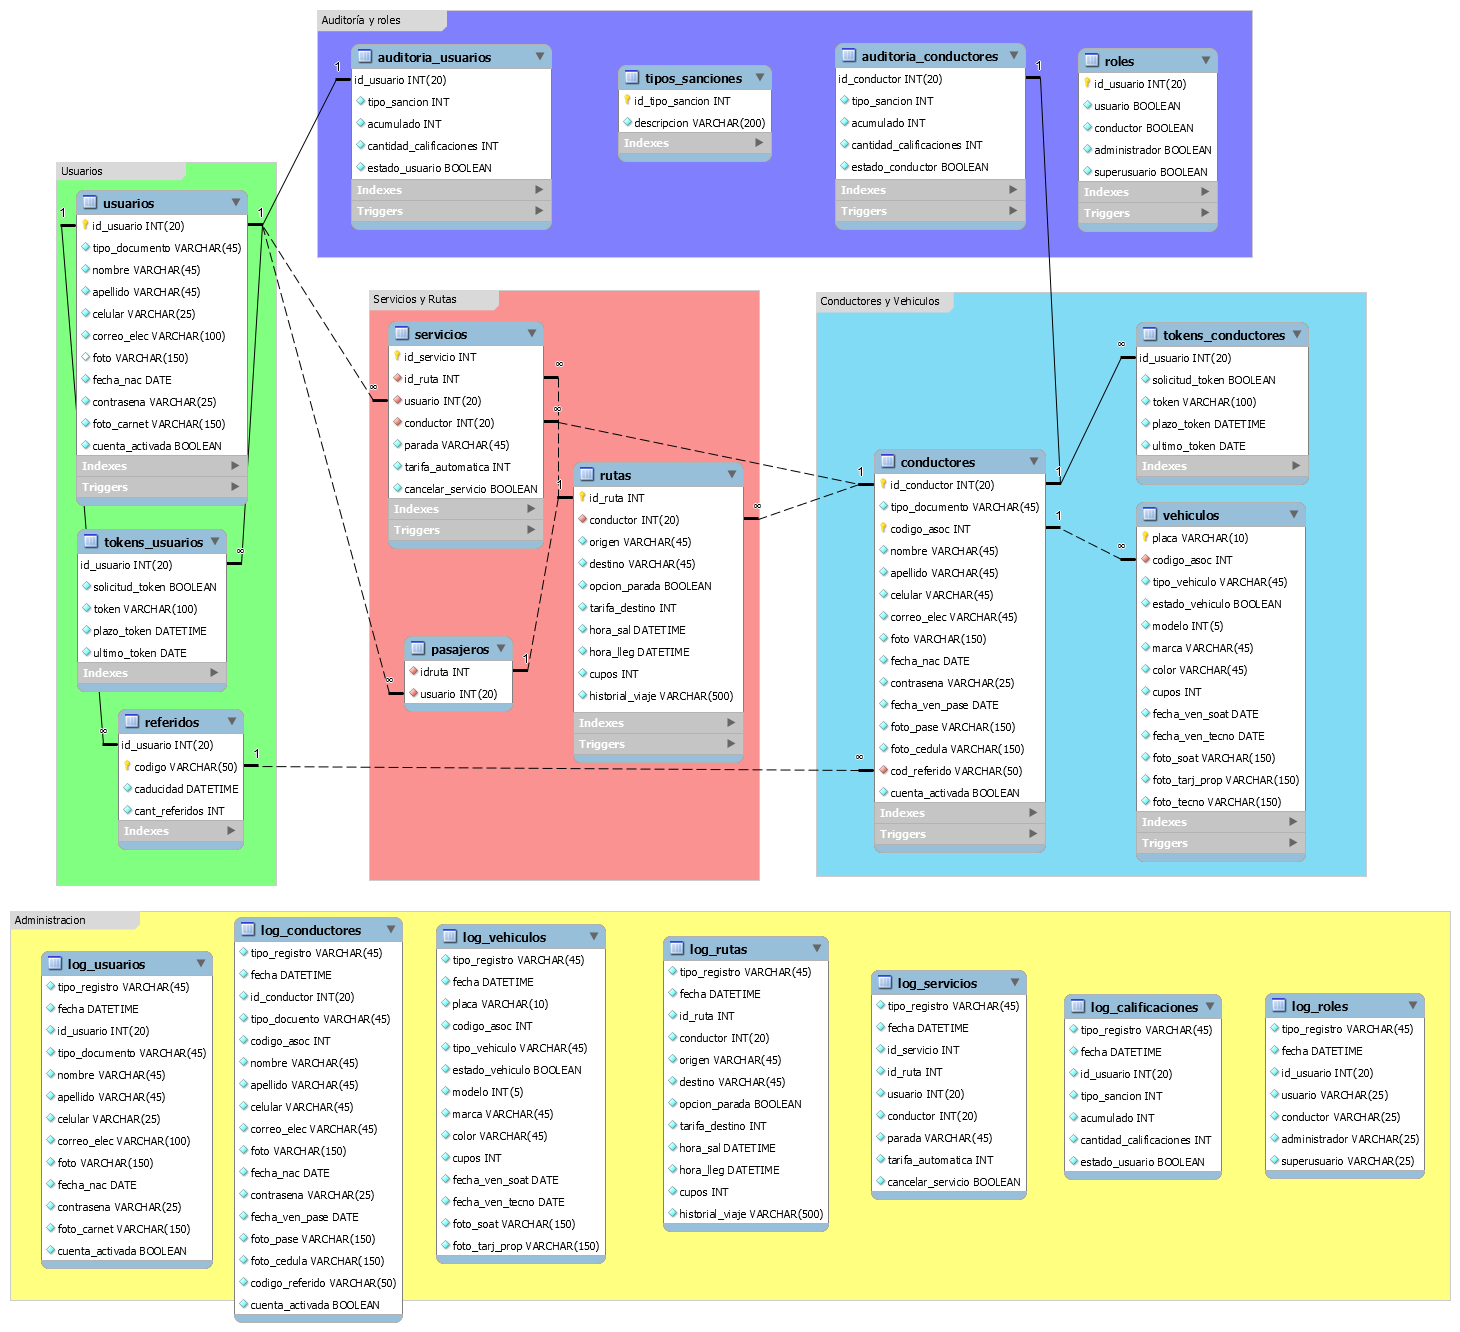 Auditoría y roles
auditoria_usuarios
id_usuario INT(20)
tipo_sancion INT
acumulado INT
cantidad_calificaciones INT
estado_usuario BOOLEAN
Indexes
Triggers
tipos_sanciones
id_tipo_sancion INT
descripcion VARCHAR(200)
Indexes
auditoria_conductores
id_conductor INT(20)
tipo_sancion INT
acumulado INT
cantidad_calificaciones INT
estado_conductor BOOLEAN
Indexes
Triggers
roles
id_usuario INT(20)
usuario BOOLEAN
conductor BOOLEAN
administrador BOOLEAN
superusuario BOOLEAN
Indexes
Triggers
1
1
Usuarios
usuarios
id_usuario INT(20)
tipo_documento VARCHAR(45)
nombre VARCHAR(45)
apellido VARCHAR(45)
celular VARCHAR(25)
correo_elec VARCHAR(100)
foto VARCHAR(150)
fecha_nac DATE
contrasena VARCHAR(25)
foto_carnet VARCHAR(150)
cuenta_activada BOOLEAN
Indexes
Triggers
1
1
tokens_usuarios
id_usuario INT(20)
solicitud_token BOOLEAN
token VARCHAR(100)
plazo_token DATETIME
ultimo_token DATE
Indexes
∞
referidos
id_usuario INT(20)
codigo VARCHAR(50)
caducidad DATETIME
cant_referidos INT
Indexes
∞
1
Servicios y Rutas
servicios
id_servicio INT
id_ruta INT
usuario INT(20)
conductor INT(20)
parada VARCHAR(45)
tarifa_automatica INT
cancelar_servicio BOOLEAN
Indexes
Triggers
∞
∞
∞
rutas
id_ruta INT
conductor INT(20)
origen VARCHAR(45)
destino VARCHAR(45)
opcion_parada BOOLEAN
tarifa_destino INT
hora_sal DATETIME
hora_lleg DATETIME
cupos INT
historial_viaje VARCHAR(500)
Indexes
Triggers
1
∞
pasajeros
idruta INT
usuario INT(20)
1
∞
Conductores y Vehiculos
conductores
id_conductor INT(20)
tipo_documento VARCHAR(45)
codigo_asoc INT
nombre VARCHAR(45)
apellido VARCHAR(45)
celular VARCHAR(45)
correo_elec VARCHAR(45)
foto VARCHAR(150)
fecha_nac DATE
contrasena VARCHAR(25)
fecha_ven_pase DATE
foto_pase VARCHAR(150)
foto_cedula VARCHAR(150)
cod_referido VARCHAR(50)
cuenta_activada BOOLEAN
Indexes
Triggers
1
1
1
∞
tokens_conductores
id_usuario INT(20)
solicitud_token BOOLEAN
token VARCHAR(100)
plazo_token DATETIME
ultimo_token DATE
Indexes
∞
vehiculos
placa VARCHAR(10)
codigo_asoc INT
tipo_vehiculo VARCHAR(45)
estado_vehiculo BOOLEAN
modelo INT(5)
marca VARCHAR(45)
color VARCHAR(45)
cupos INT
fecha_ven_soat DATE
fecha_ven_tecno DATE
foto_soat VARCHAR(150)
foto_tarj_prop VARCHAR(150)
foto_tecno VARCHAR(150)
Indexes
Triggers
∞
Administracion
log_usuarios
tipo_registro VARCHAR(45)
fecha DATETIME
id_usuario INT(20)
tipo_documento VARCHAR(45)
nombre VARCHAR(45)
apellido VARCHAR(45)
celular VARCHAR(25)
correo_elec VARCHAR(100)
foto VARCHAR(150)
fecha_nac DATE
contrasena VARCHAR(25)
foto_carnet VARCHAR(150)
cuenta_activada BOOLEAN
log_conductores
tipo_registro VARCHAR(45)
fecha DATETIME
id_conductor INT(20)
tipo_docuento VARCHAR(45)
codigo_asoc INT
nombre VARCHAR(45)
apellido VARCHAR(45)
celular VARCHAR(45)
correo_elec VARCHAR(45)
foto VARCHAR(150)
fecha_nac DATE
contrasena VARCHAR(25)
fecha_ven_pase DATE
foto_pase VARCHAR(150)
foto_cedula VARCHAR(150)
codigo_referido VARCHAR(50)
cuenta_activada BOOLEAN
log_vehiculos
tipo_registro VARCHAR(45)
fecha DATETIME
placa VARCHAR(10)
codigo_asoc INT
tipo_vehiculo VARCHAR(45)
estado_vehiculo BOOLEAN
modelo INT(5)
marca VARCHAR(45)
color VARCHAR(45)
cupos INT
fecha_ven_soat DATE
fecha_ven_tecno DATE
foto_soat VARCHAR(150)
foto_tarj_prop VARCHAR(150)
log_rutas
tipo_registro VARCHAR(45)
fecha DATETIME
id_ruta INT
conductor INT(20)
origen VARCHAR(45)
destino VARCHAR(45)
opcion_parada BOOLEAN
tarifa_destino INT
hora_sal DATETIME
hora_lleg DATETIME
cupos INT
historial_viaje VARCHAR(500)
log_servicios
tipo_registro VARCHAR(45)
fecha DATETIME
id_servicio INT
id_ruta INT
usuario INT(20)
conductor INT(20)
parada VARCHAR(45)
tarifa_automatica INT
cancelar_servicio BOOLEAN
log_calificaciones
tipo_registro VARCHAR(45)
fecha DATETIME
id_usuario INT(20)
tipo_sancion INT
acumulado INT
cantidad_calificaciones INT
estado_usuario BOOLEAN
log_roles
tipo_registro VARCHAR(45)
fecha DATETIME
id_usuario INT(20)
usuario VARCHAR(25)
conductor VARCHAR(25)
administrador VARCHAR(25)
superusuario VARCHAR(25)